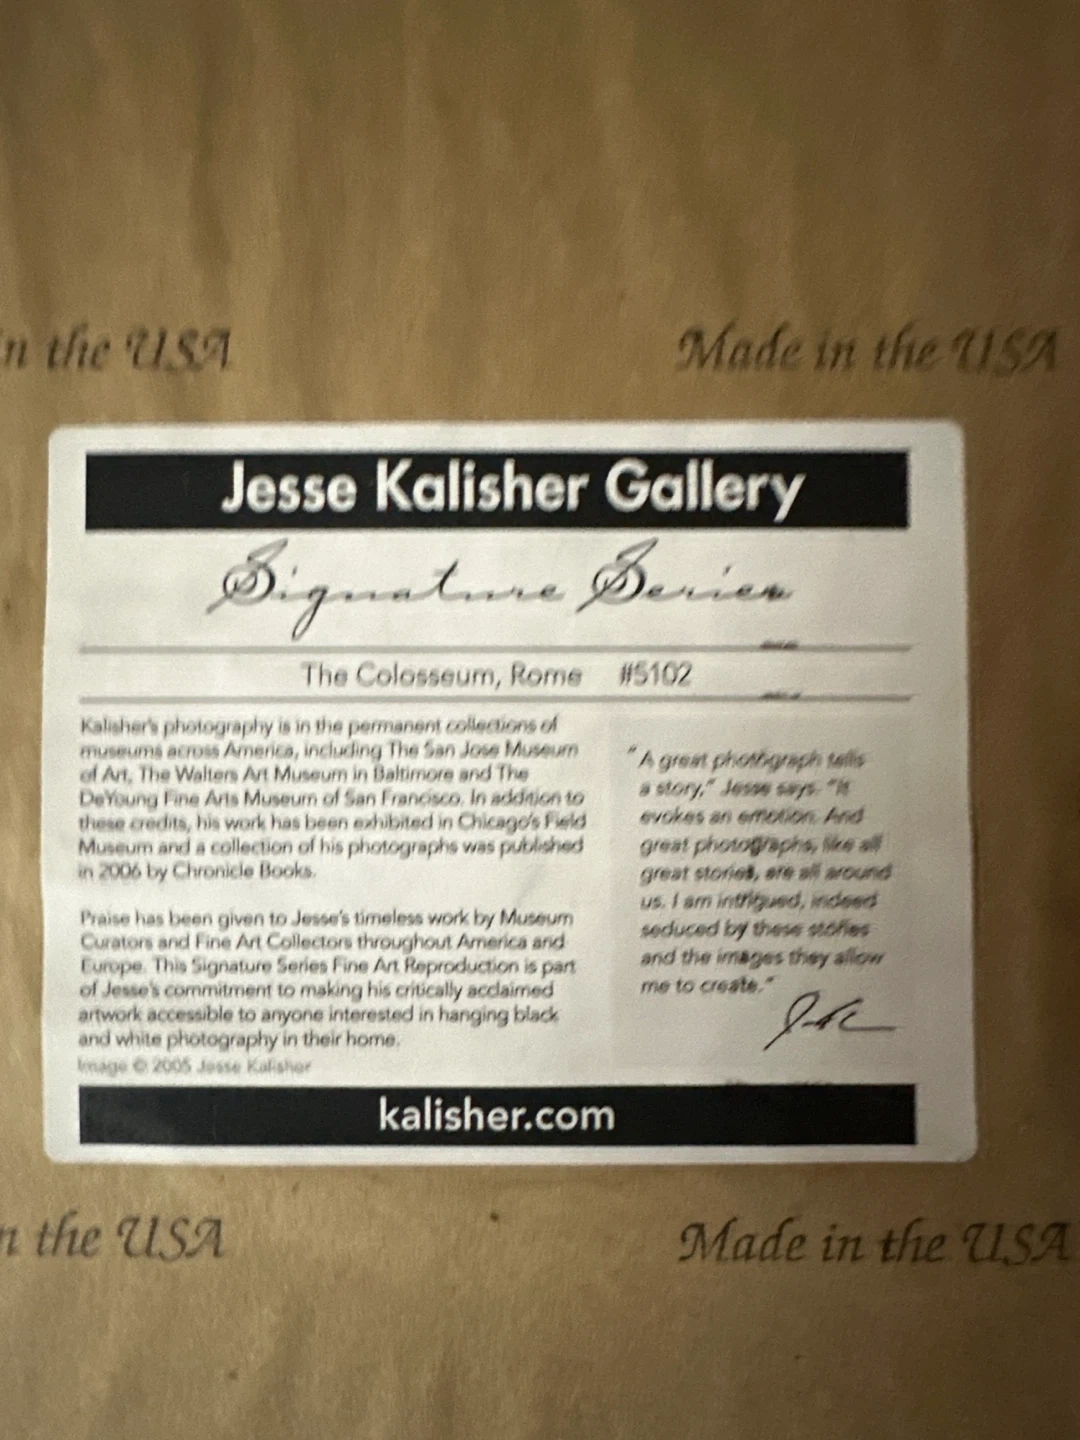 in the USA
Made in the USA
Jesse Kalisher Gallery
Signature Series
The Colosseum, Rome #5102
Kalisher's photography is in the permanent collections of
museums across America, including The San Jose Museum
of Art, The Walters Art Museum in Baltimore and The
DeYoung Fine Arts Museum of San Francisco. In addition to
these credits, his work has been exhibited in Chicago's Field
Museum and a collection of his photographs was published
in 2006 by Chronicle Books.
Praise has been given to Jesse's timeless work by Museum
Curators and Fine Art Collectors throughout America and
Europe. This Signature Series Fine Art Reproduction is part
of Jesse's commitment to making his critically acclaimed
artwork accessible to anyone interested in hanging black
and white photography in their home.
Image © 2005 Jesse Kalisher
"A great photograph tells
a story," Jesse says. "It
evokes an emotion. And
great photographs, like all
great stories, are all around
us. I am intrigued, indeed
seduced by these stories
and the images they allow
me to create."
kalisher.com
in the USA
Made in the USA